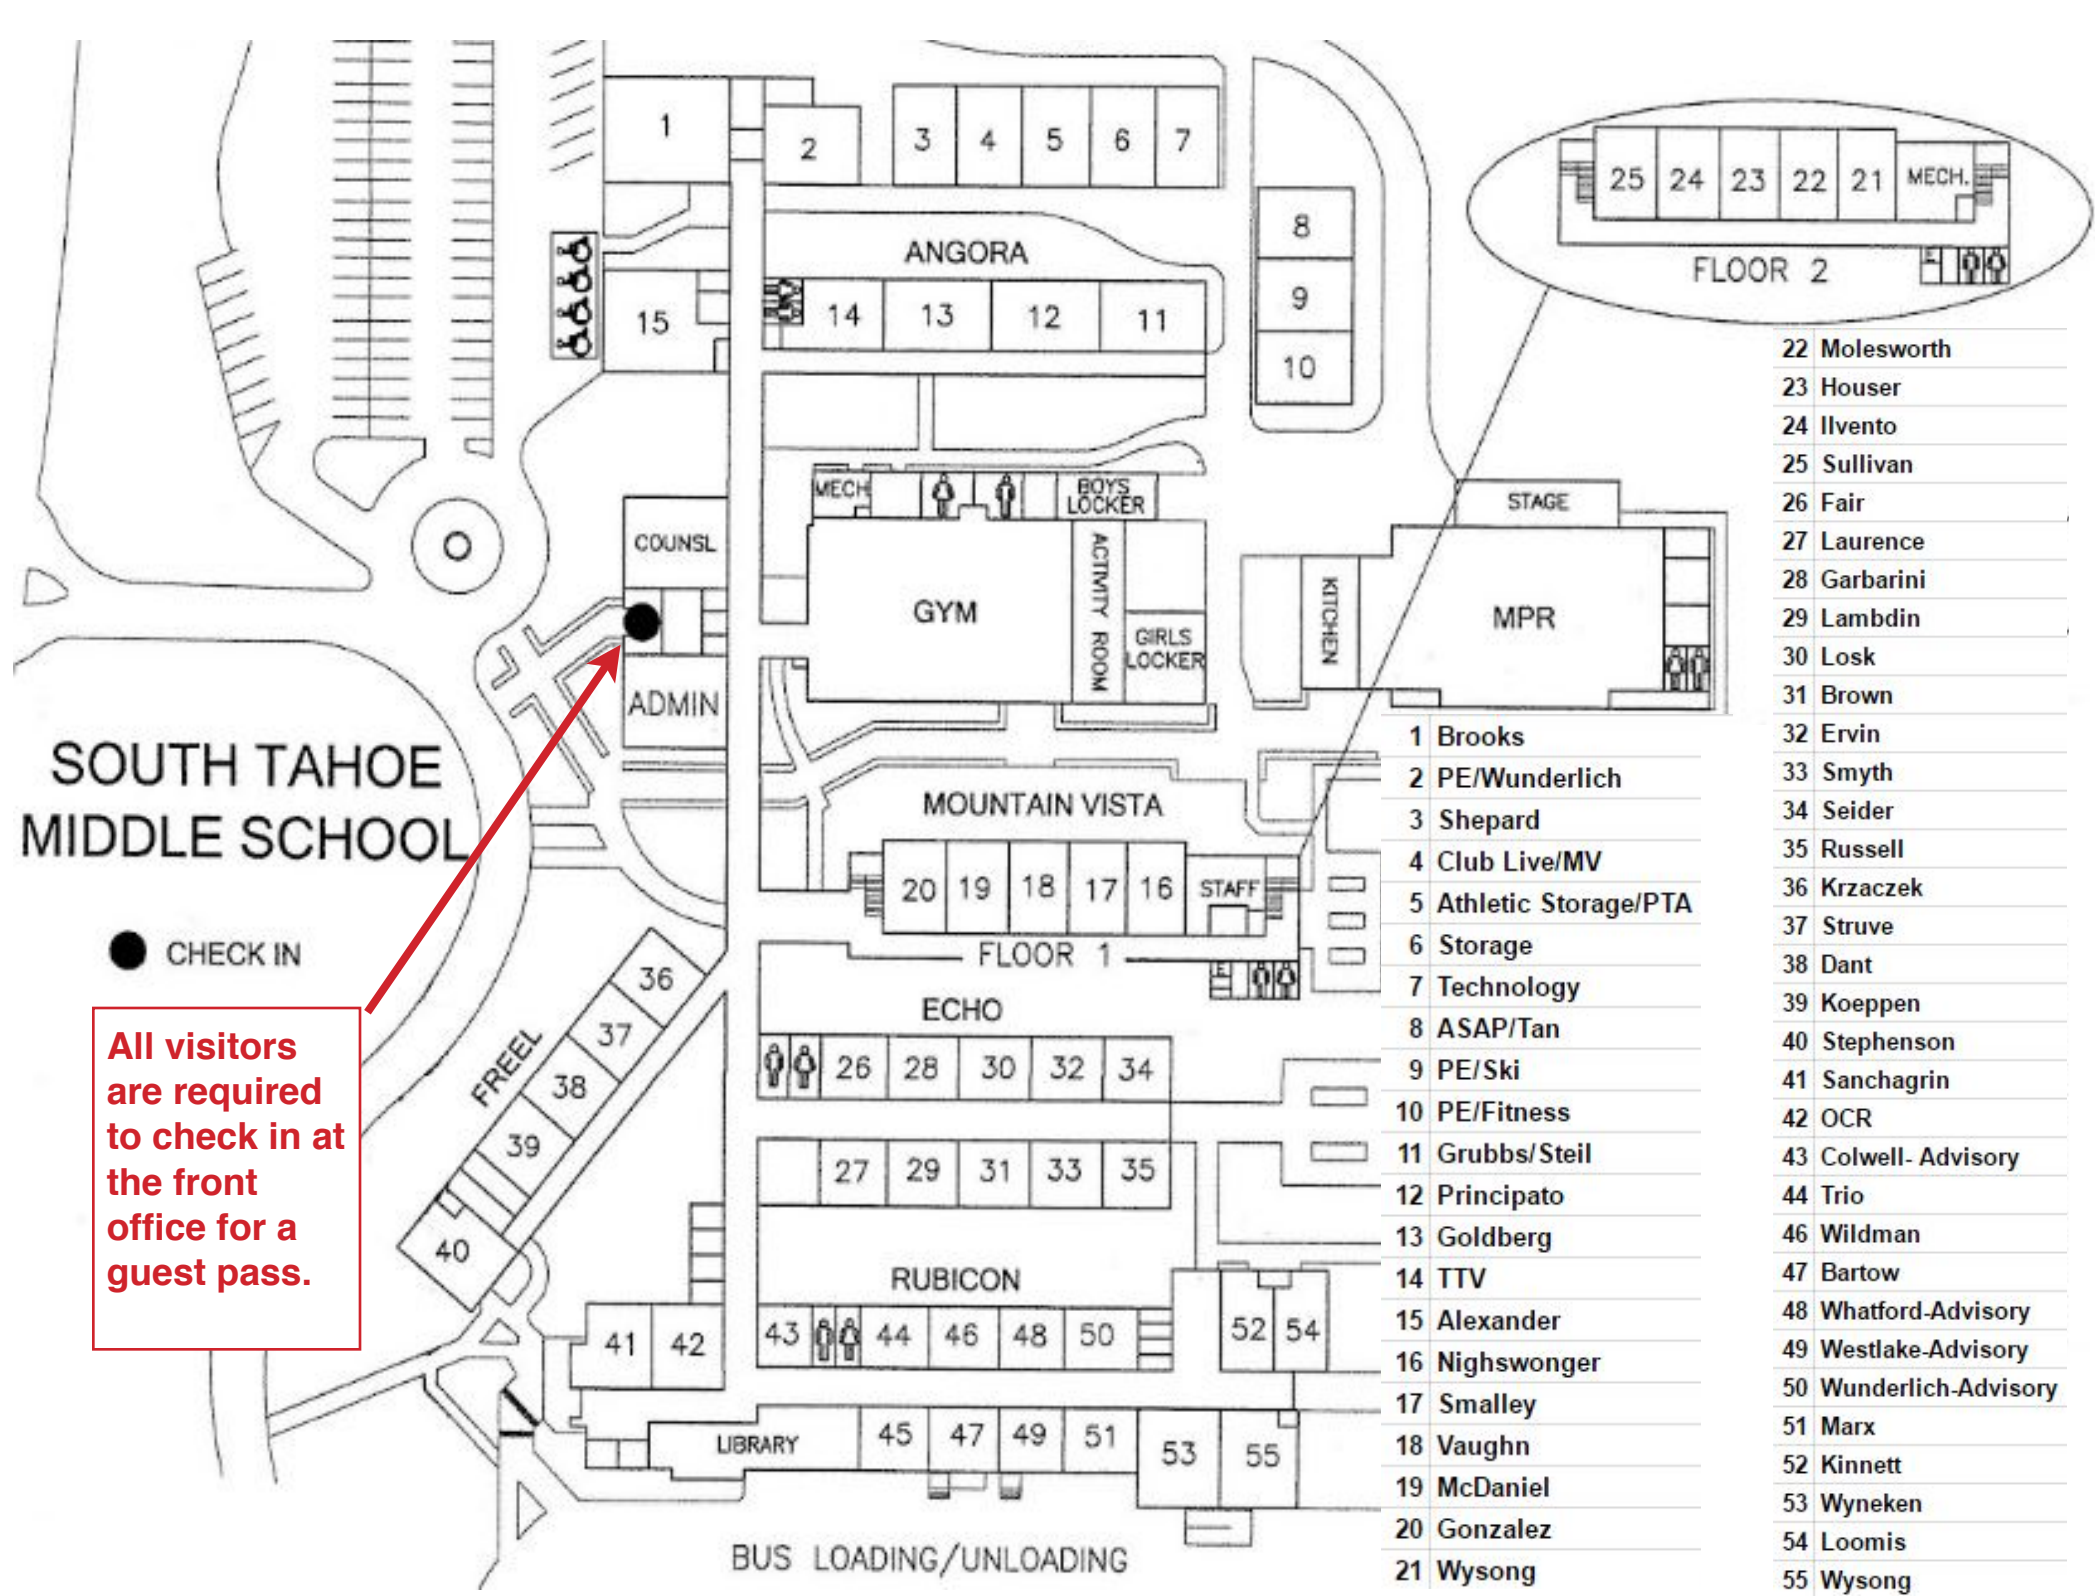 1
2
3 4 5 6 7
8
9
10
ANGORA
15
14 13 12 11
25 24 23 22 21 MECH.
E
FLOOR 2
MECH
BOYS
LOCKER
COUNSL
GYM
ACTIVITY ROOM
GIRLS
LOCKER
STAGE
KITCHEN
MPR
ADMIN
SOUTH TAHOE
MIDDLE SCHOOL
CHECK IN
All visitors
are required
to check in at
the front
office for a
guest pass.
MOUNTAIN VISTA
20 19 18 17 16 STAFF
FLOOR 1
E
ECHO
FREEL
36
37
38
39
40
26 28 30 32 34
27 29 31 33 35
RUBICON
41 42 43 44 46 48 50 52 54
LIBRARY 45 47 49 51 53 55
BUS LOADING/UNLOADING
1 Brooks
2 PE/Wunderlich
3 Shepard
4 Club Live/MV
5 Athletic Storage/PTA
6 Storage
7 Technology
8 ASAP/Tan
9 PE/Ski
10 PE/Fitness
11 Grubbs/Steil
12 Principato
13 Goldberg
14 TTV
15 Alexander
16 Nighswonger
17 Smalley
18 Vaughn
19 McDaniel
20 Gonzalez
21 Wysong
22 Molesworth
23 Houser
24 Ilvento
25 Sullivan
26 Fair
27 Laurence
28 Garbarini
29 Lambdin
30 Losk
31 Brown
32 Ervin
33 Smyth
34 Seider
35 Russell
36 Krzaczek
37 Struve
38 Dant
39 Koeppen
40 Stephenson
41 Sanchagrin
42 OCR
43 Colwell- Advisory
44 Trio
46 Wildman
47 Bartow
48 Whatford-Advisory
49 Westlake-Advisory
50 Wunderlich-Advisory
51 Marx
52 Kinnett
53 Wyneken
54 Loomis
55 Wysong